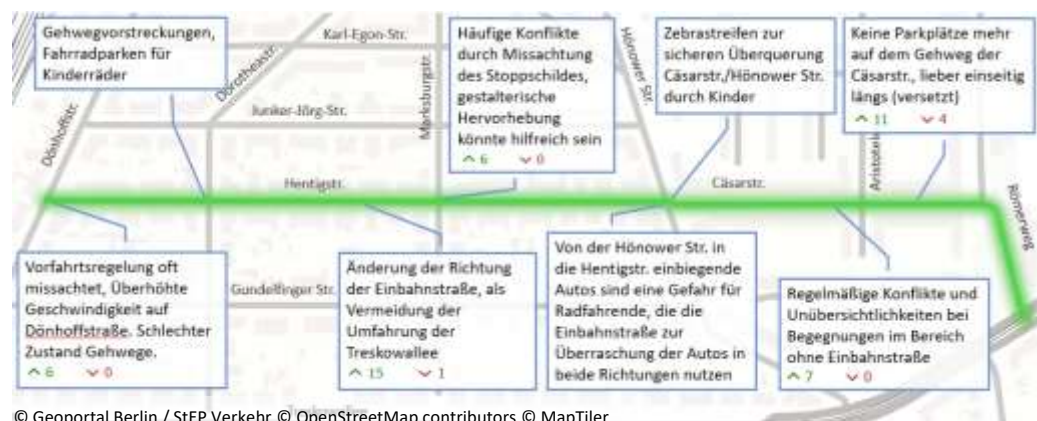 Gehwegvorstreckungen,
Fahrradparken für
Kinderräder
Karl-Egon-Str.
Häufige Konflikte
durch Missachtung
des Stoppschildes,
gestalterische
Hervorhebung
könnte hilfreich sein
6 0
Hönower Str.
Zebrastreifen zur
sicheren Überquerung
Cäsarstr./Hönower Str.
durch Kinder
Keine Parkplätze mehr
auf dem Gehweg der
Cäsarstr., lieber einseitig
längs (versetzt)
11 4
Dorotheastr.
Dönhoffstr.
Junker-Jörg-Str.
Marksburgstr.
Hentigstr.
Cäsarstr.
Römerweg
Vorfahrtsregelung oft
missachtet, Überhöhte
Geschwindigkeit auf
Dönhoffstraße. Schlechter
Zustand Gehwege.
6 0
Gundelfinger Str.
Änderung der Richtung
der Einbahnstraße, als
Vermeidung der
Umfahrung der
Treskowallee
15 1
Von der Hönower Str. in
die Hentigstr. einbiegende
Autos sind eine Gefahr für
Radfahrende, die die
Einbahnstraße zur
Überraschung der Autos in
beide Richtungen nutzen
Regelmäßige Konflikte und
Unübersichtlichkeiten bei
Begegnungen im Bereich
ohne Einbahnstraße
7 0
© Geoportal Berlin / StEP Verkehr © OpenStreetMap contributors © MapTiler